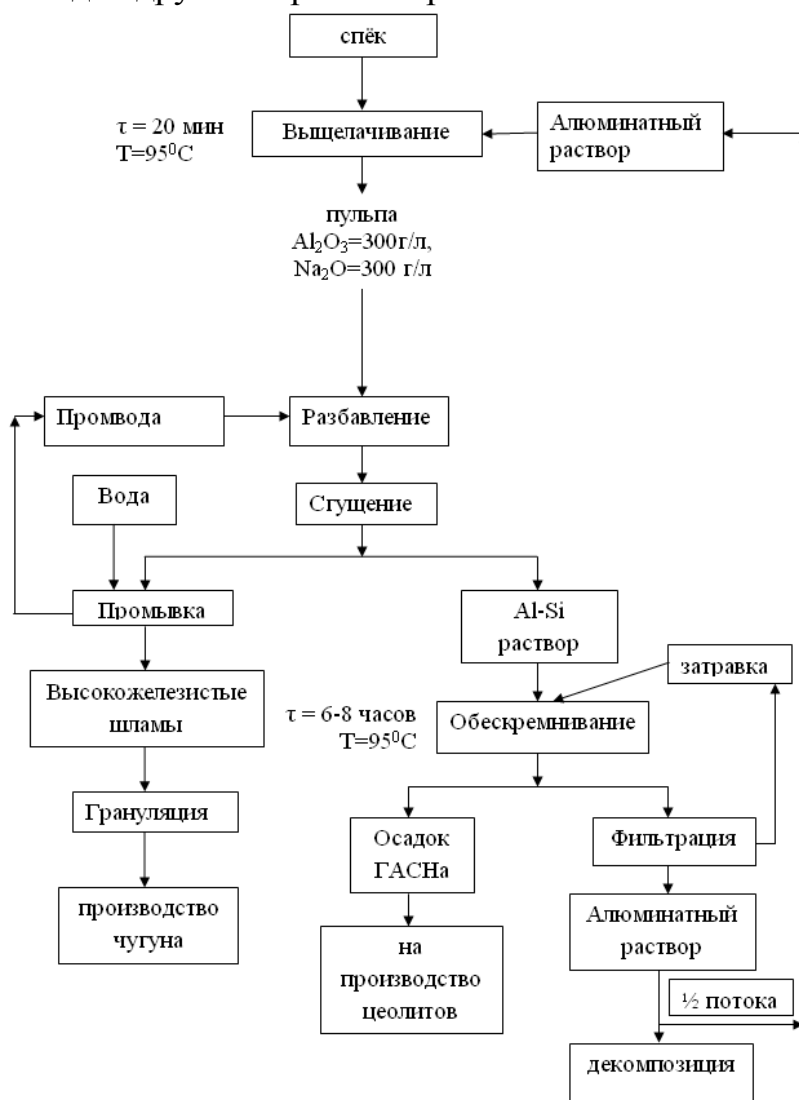 спёк
τ = 20 мин
T=95⁰C
Выщелачивание
Алюминатный
раствор
пульпа
Al₂O₃=300г/л,
Na₂O=300 г/л
Промвода
Разбавление
Вода
Сгущение
Промывка
Al-Si
раствор
затравка
Высокожелезистые
шламы
τ = 6-8 часов
T=95⁰C
Обескремнивание
Грануляция
Осадок
ГАСНа
Фильтрация
производство
чугуна
Алюминатный
раствор
на
производство
цеолитов
½ потока
декомпозиция